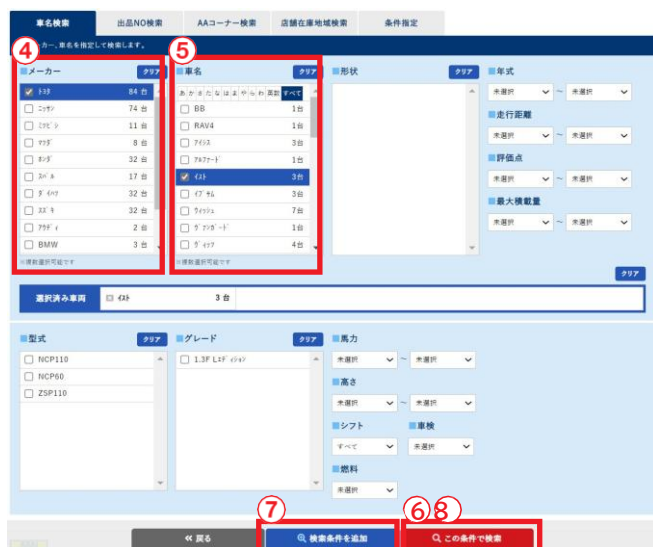 車名検索 出品NO検索 AAコーナー検索 店舗在庫地域検索 条件指定
カー、車名を指定して検索します。
④ ⑤
■メーカー クリア ■車名 クリア ■形状 クリア ■年式
あ か さ た な は ま や ら わ 英数 すべて
トヨタ 84 台
ニッサン 74 台
ミツビシ 11 台
マツダ 8 台
ホンダ 32 台
スバル 17 台
ダイハツ 32 台
スズキ 32 台
アウディ 2 台
BMW 3 台
※複数選択可能です
BB 1台
RAV4 1台
アイシス 3台
アルファード 1台
イスト 3台
イプサム 3台
ウィッシュ 7台
ヴァンガード 1台
ヴィッツ 4台
※複数選択可能です
未選択 ~ 未選択
■走行距離
未選択 ~ 未選択
■評価点
未選択 ~ 未選択
■最大積載量
未選択 ~ 未選択
クリア
選択済み車両 イスト 3 台
■型式 クリア ■グレード クリア ■馬力
NCP110
NCP60
ZSP110
1.3F Lエディション
未選択 ~ 未選択
■高さ
未選択 ~ 未選択
■シフト ■車検
すべて 未選択
■燃料
未選択
⑦ ⑥⑧
≪ 戻る 検索条件を追加 この条件で検索